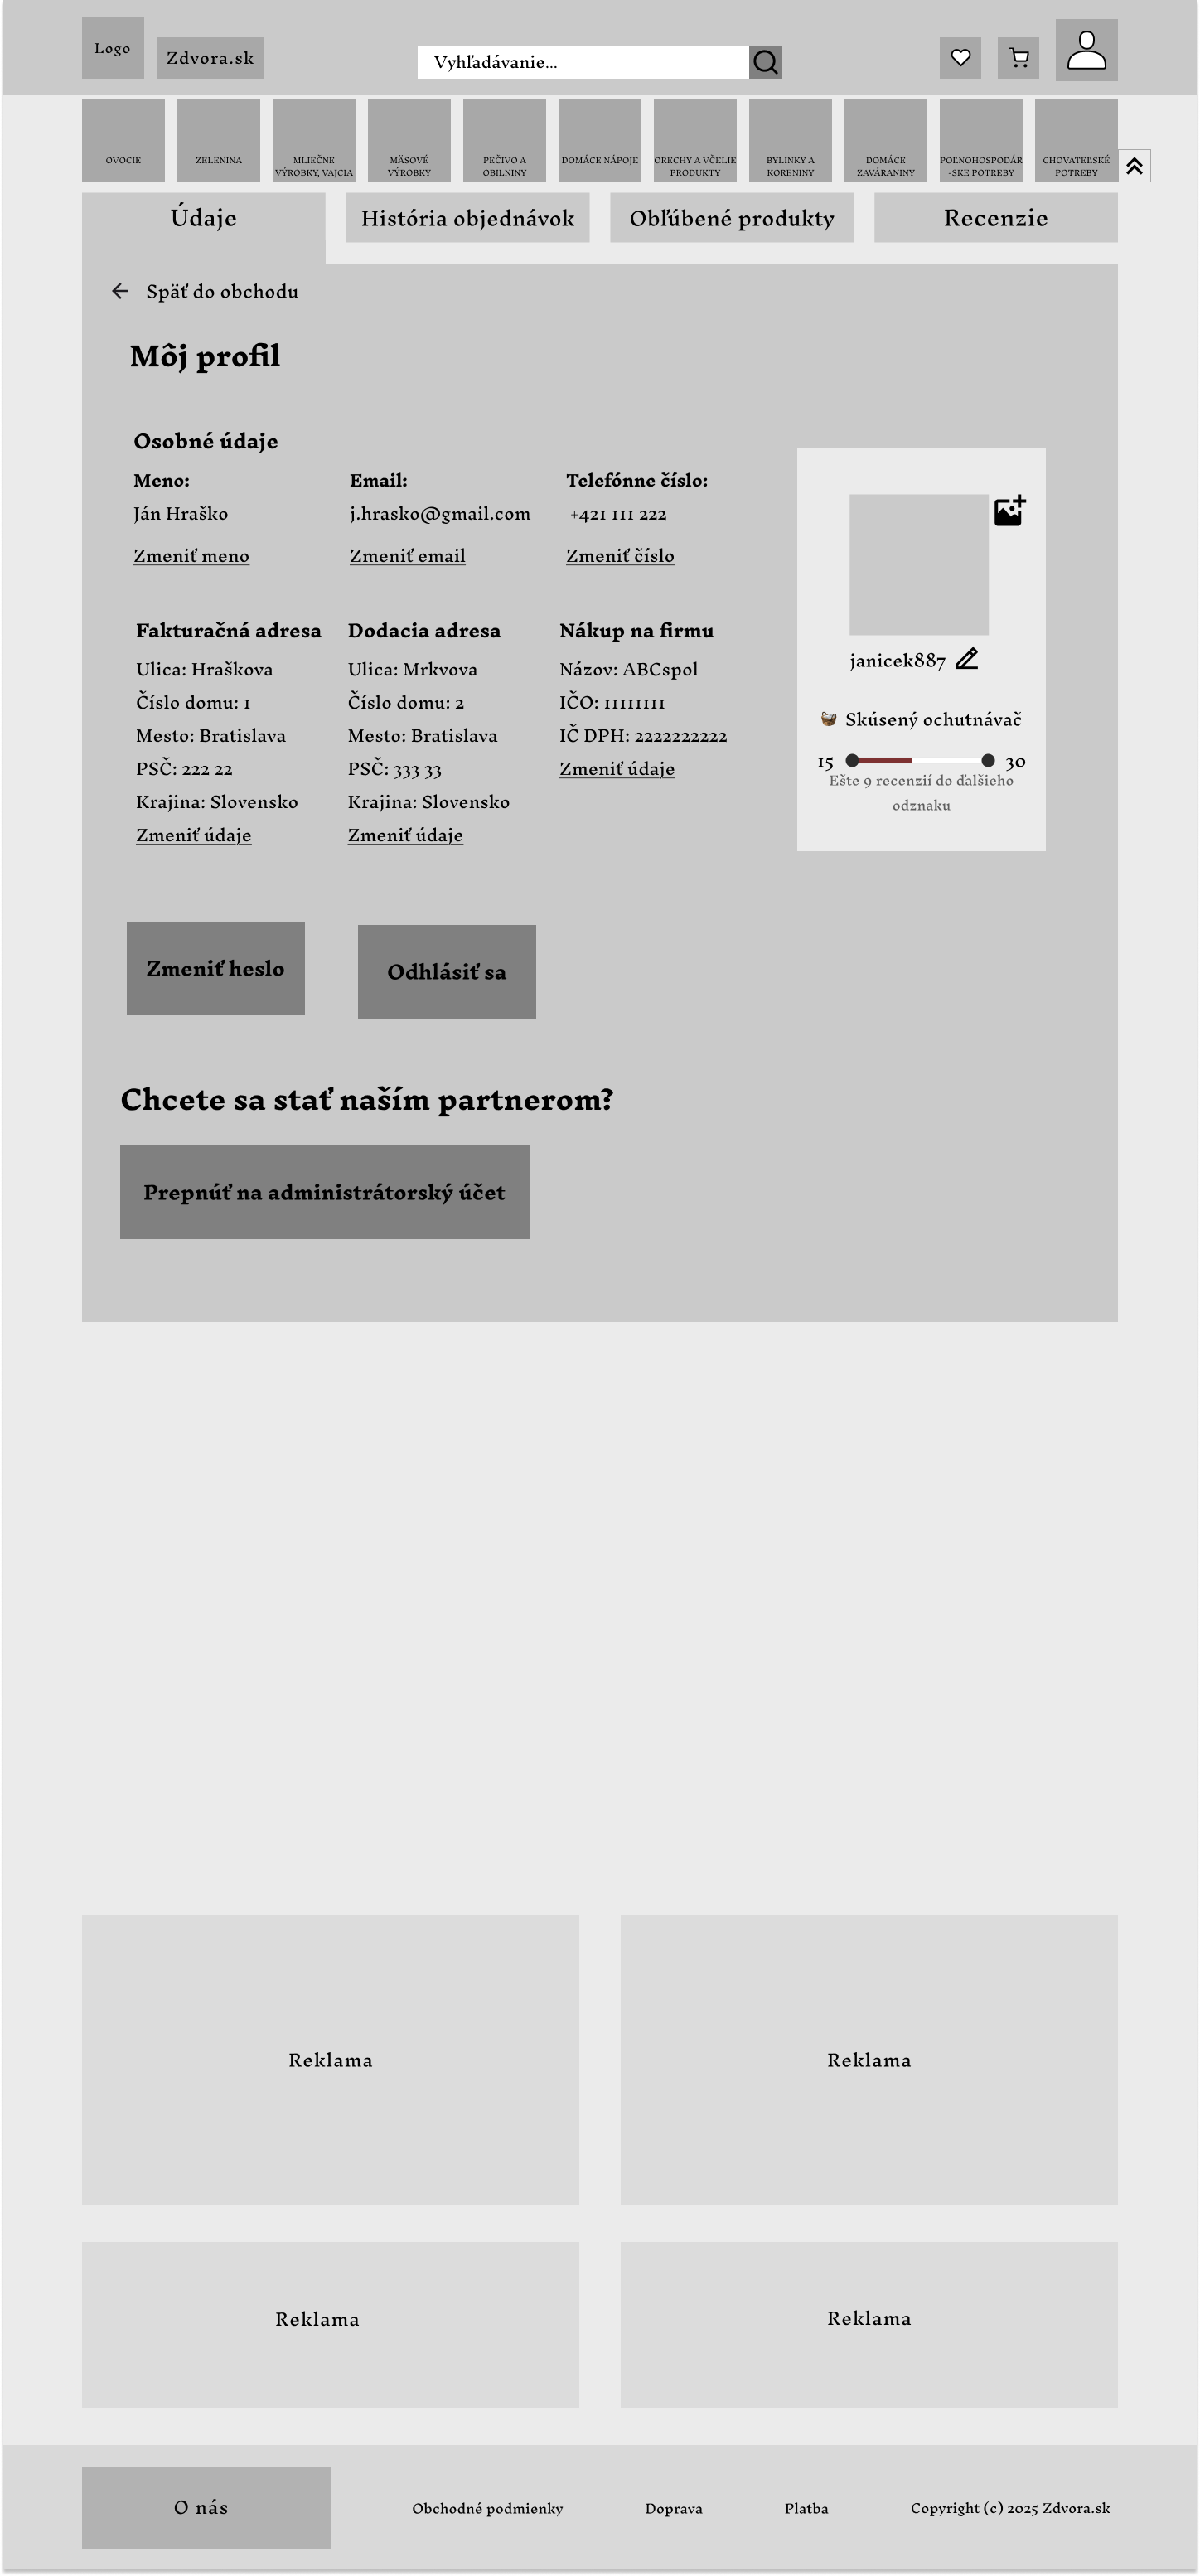 Logo
Zdvora.sk
Vyhľadávanie...
OVOCIE
ZELENINA
MLIEČNE
VÝROBKY, VAJCIA
MÄSOVÉ
VÝROBKY
PEČIVO A
OBILNINY
DOMÁCE NÁPOJE
ORECHY A VČELIE
PRODUKTY
BYLINKY A
KORENINY
DOMÁCE
ZAVÁRANINY
POĽNOHOSPODÁR
-SKE POTREBY
CHOVATEĽSKÉ
POTREBY
Údaje
História objednávok
Obľúbené produkty
Recenzie
Späť do obchodu
Môj profil
Osobné údaje
Meno:
Ján Hraško
Zmeniť meno
Email:
j.hrasko@gmail.com
Zmeniť email
Telefónne číslo:
+421 111 222
Zmeniť číslo
Fakturačná adresa
Ulica: Hraškova
Číslo domu: 1
Mesto: Bratislava
PSČ: 222 22
Krajina: Slovensko
Zmeniť údaje
Dodacia adresa
Ulica: Mrkvova
Číslo domu: 2
Mesto: Bratislava
PSČ: 333 33
Krajina: Slovensko
Zmeniť údaje
Nákup na firmu
Názov: ABCspol
IČO: 11111111
IČ DPH: 2222222222
Zmeniť údaje
janicek887
Skúsený ochutnávač
15 30
Ešte 9 recenzií do ďalšieho
odznaku
Zmeniť heslo
Odhlásiť sa
Chcete sa stať naším partnerom?
Prepnúť na administrátorský účet
Reklama
Reklama
Reklama
Reklama
O nás
Obchodné podmienky
Doprava
Platba
Copyright (c) 2025 Zdvora.sk